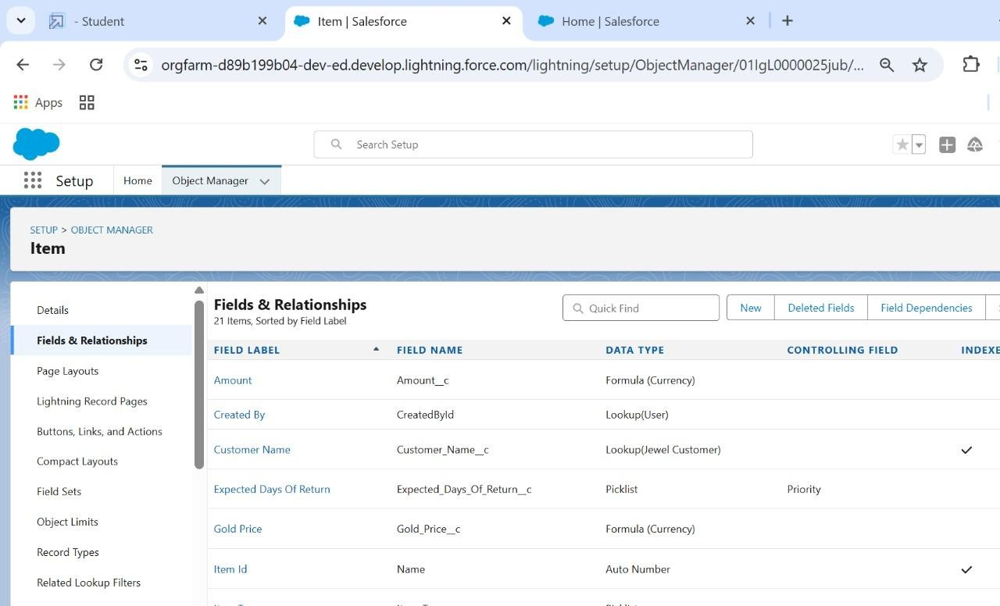 - Student
Item | Salesforce
Home | Salesforce
orgfarm-d89b199b04-dev-ed.develop.lightning.force.com/lightning/setup/ObjectManager/01IgL0000025jub/...
Apps
Search Setup
Setup
Home
Object Manager
SETUP > OBJECT MANAGER
Item
Details
Fields & Relationships
Page Layouts
Lightning Record Pages
Buttons, Links, and Actions
Compact Layouts
Field Sets
Object Limits
Record Types
Related Lookup Filters
Fields & Relationships
21 Items, Sorted by Field Label
Quick Find
New
Deleted Fields
Field Dependencies
FIELD LABEL FIELD NAME DATA TYPE CONTROLLING FIELD INDEXE
Amount Amount__c Formula (Currency)
Created By CreatedById Lookup(User)
Customer Name Customer_Name__c Lookup(Jewel Customer)
Expected Days Of Return Expected_Days_Of_Return__c Picklist Priority
Gold Price Gold_Price__c Formula (Currency)
Item Id Name Auto Number